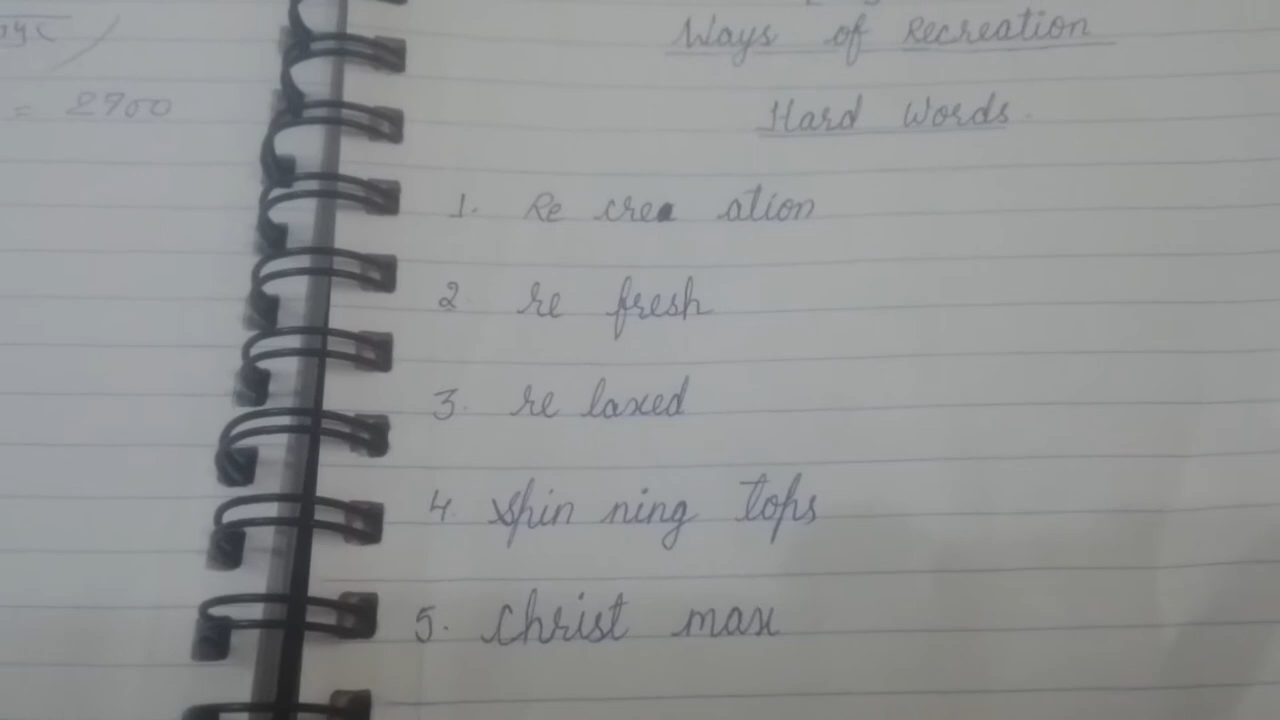 = 2700
Ways of Recreation
Hard Words
1. Re crea ation
2. re fresh
3. re laxed
4. spin ning tops
5. christ max